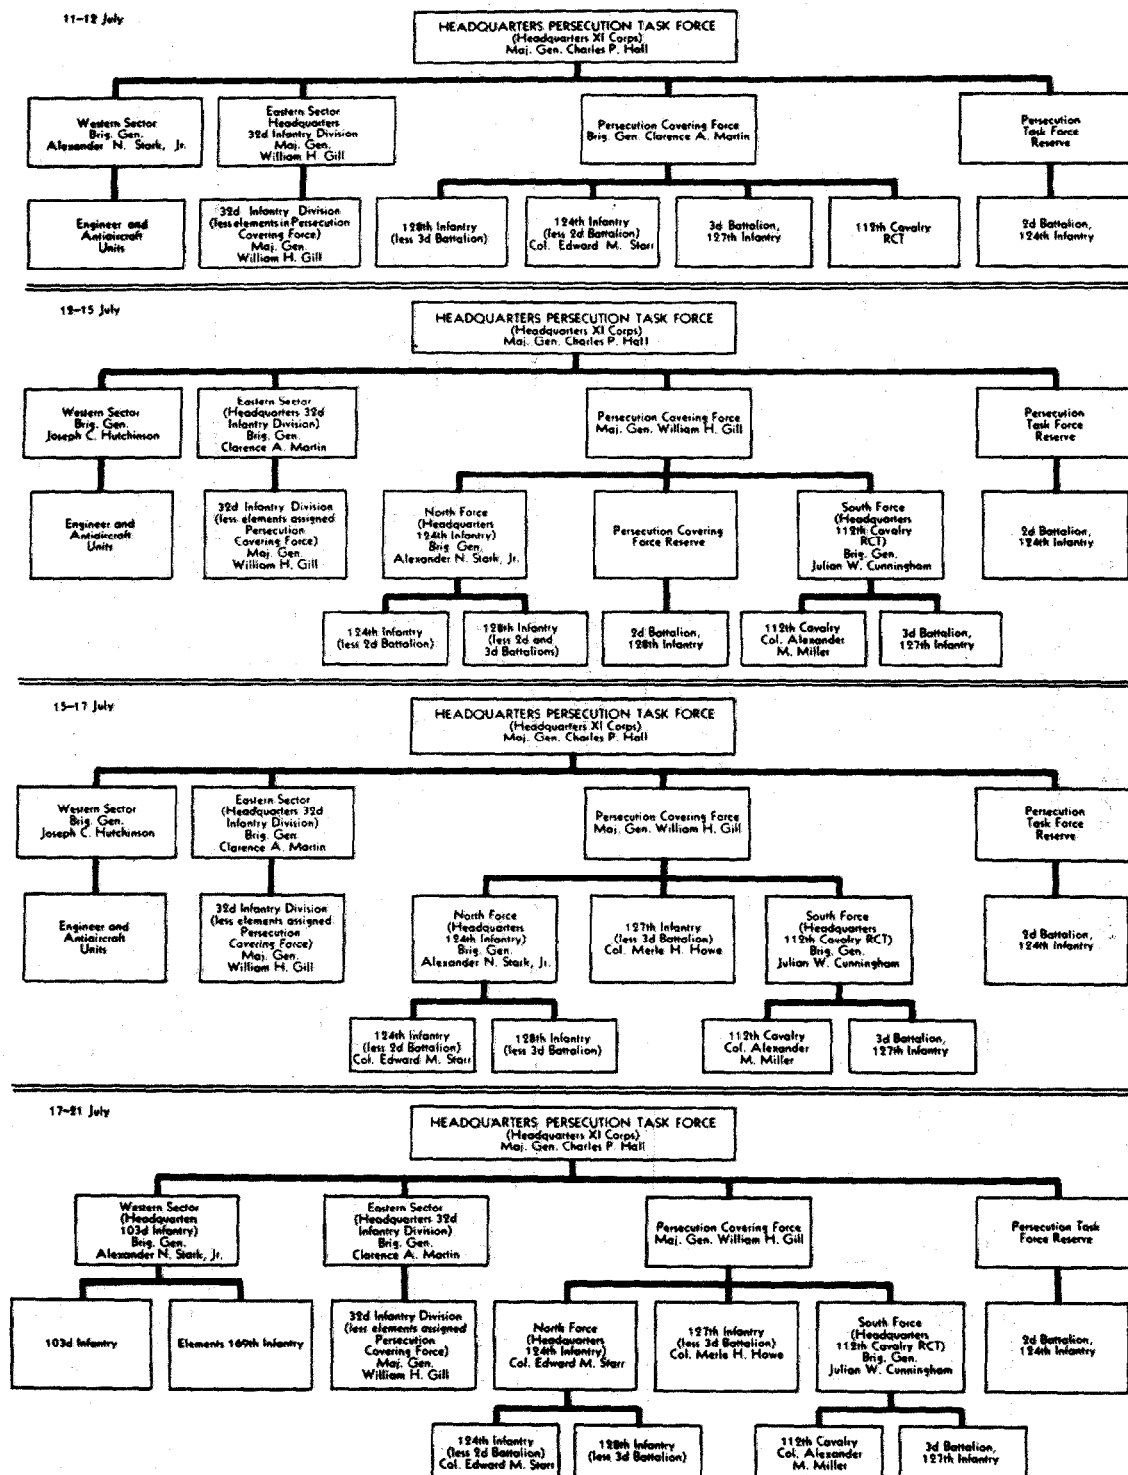 11–12 July
HEADQUARTERS PERSECUTION TASK FORCE
(Headquarters XI Corps)
Maj. Gen. Charles P. Hall
Western Sector
Brig. Gen.
Alexander N. Stark, Jr.
Eastern Sector
Headquarters
32d Infantry Division
Maj. Gen.
William H. Gill
Persecution Covering Force
Brig. Gen. Clarence A. Martin
Persecution
Task Force
Reserve
Engineer and
Antiaircraft
Units
32d Infantry Division
(less elements in Persecution
Covering Force)
Maj. Gen.
William H. Gill
128th Infantry
(less 3d Battalion)
124th Infantry
(less 2d Battalion)
Col. Edward M. Starr
3d Battalion,
127th Infantry
112th Cavalry
RCT
2d Battalion,
124th Infantry
12–15 July
HEADQUARTERS PERSECUTION TASK FORCE
(Headquarters XI Corps)
Maj. Gen. Charles P. Hall
Western Sector
Brig. Gen.
Joseph C. Hutchinson
Eastern Sector
(Headquarters 32d
Infantry Division)
Brig. Gen.
Clarence A. Martin
Persecution Covering Force
Maj. Gen. William H. Gill
Persecution
Task Force
Reserve
Engineer and
Antiaircraft
Units
32d Infantry Division
(less elements assigned
Persecution
Covering Force)
Maj. Gen.
William H. Gill
North Force
(Headquarters
124th Infantry)
Brig. Gen.
Alexander N. Stark, Jr.
Persecution Covering
Force Reserve
South Force
(Headquarters
112th Cavalry
RCT)
Brig. Gen.
Julian W. Cunningham
2d Battalion,
124th Infantry
124th Infantry
(less 2d Battalion)
128th Infantry
(less 2d and
3d Battalions)
2d Battalion,
128th Infantry
112th Cavalry
Col. Alexander
M. Miller
3d Battalion,
127th Infantry
15–17 July
HEADQUARTERS PERSECUTION TASK FORCE
(Headquarters XI Corps)
Maj. Gen. Charles P. Hall
Western Sector
Brig. Gen.
Joseph C. Hutchinson
Eastern Sector
(Headquarters 32d
Infantry Division)
Brig. Gen.
Clarence A. Martin
Persecution Covering Force
Maj. Gen. William H. Gill
Persecution
Task Force
Reserve
Engineer and
Antiaircraft
Units
32d Infantry Division
(less elements assigned
Persecution
Covering Force)
Maj. Gen.
William H. Gill
North Force
(Headquarters
124th Infantry)
Brig. Gen.
Alexander N. Stark, Jr.
127th Infantry
(less 3d Battalion)
Col. Merle H. Howe
South Force
(Headquarters
112th Cavalry RCT)
Brig. Gen.
Julian W. Cunningham
2d Battalion,
124th Infantry
124th Infantry
(less 2d Battalion)
Col. Edward M. Starr
128th Infantry
(less 3d Battalion)
112th Cavalry
Col. Alexander
M. Miller
3d Battalion,
127th Infantry
17–21 July
HEADQUARTERS PERSECUTION TASK FORCE
(Headquarters XI Corps)
Maj. Gen. Charles P. Hall
Western Sector
(Headquarters
103d Infantry)
Brig. Gen.
Alexander N. Stark, Jr.
Eastern Sector
(Headquarters 32d
Infantry Division)
Brig. Gen.
Clarence A. Martin
Persecution Covering Force
Maj. Gen. William H. Gill
Persecution Task
Force Reserve
103d Infantry
Elements 169th Infantry
32d Infantry Division
(less elements assigned
Persecution
Covering Force)
Maj. Gen.
William H. Gill
North Force
(Headquarters
124th Infantry)
Col. Edward M. Starr
127th Infantry
(less 3d Battalion)
Col. Merle H. Howe
South Force
(Headquarters
112th Cavalry RCT)
Brig. Gen.
Julian W. Cunningham
2d Battalion,
124th Infantry
124th Infantry
(less 2d Battalion)
Col. Edward M. Starr
128th Infantry
(less 3d Battalion)
112th Cavalry
Col. Alexander
M. Miller
3d Battalion,
127th Infantry